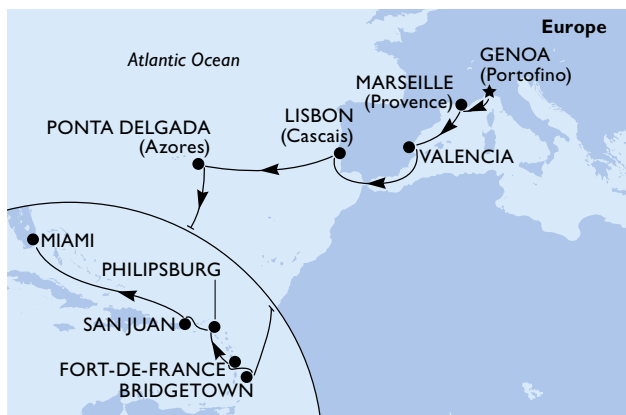 Europe
Atlantic Ocean
GENOA
(Portofino)
MARSEILLE
(Provence)
LISBON
(Cascais)
VALENCIA
PONTA DELGADA
(Azores)
MIAMI
PHILIPSBURG
SAN JUAN
FORT-DE-FRANCE
BRIDGETOWN